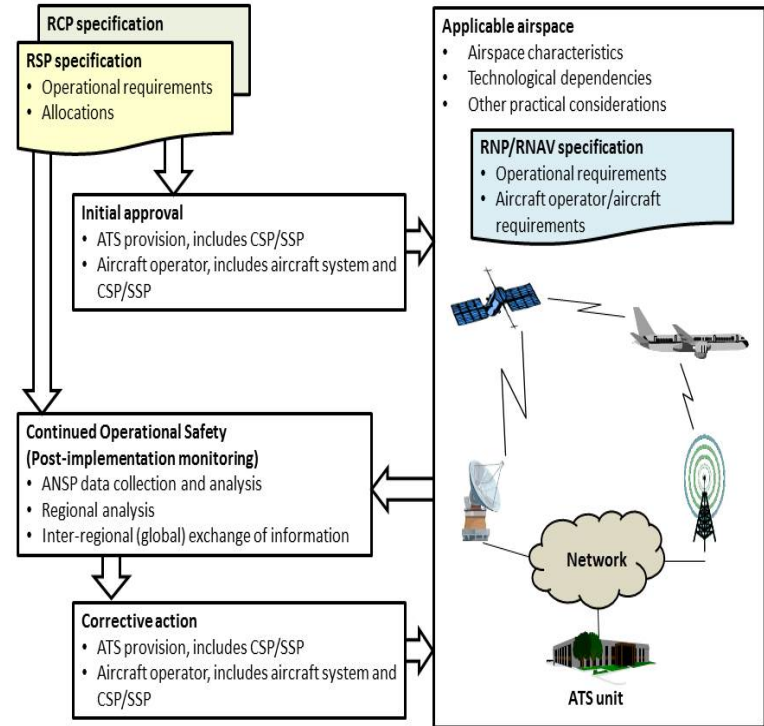 RCP specification
RSP specification
• Operational requirements
• Allocations
Initial approval
• ATS provision, includes CSP/SSP
• Aircraft operator, includes aircraft system and
CSP/SSP
Continued Operational Safety
(Post-implementation monitoring)
• ANSP data collection and analysis
• Regional analysis
• Inter-regional (global) exchange of information
Corrective action
• ATS provision, includes CSP/SSP
• Aircraft operator, includes aircraft system and
CSP/SSP
Applicable airspace
• Airspace characteristics
• Technological dependencies
• Other practical considerations
RNP/RNAV specification
• Operational requirements
• Aircraft operator/aircraft
requirements
Network
ATS unit